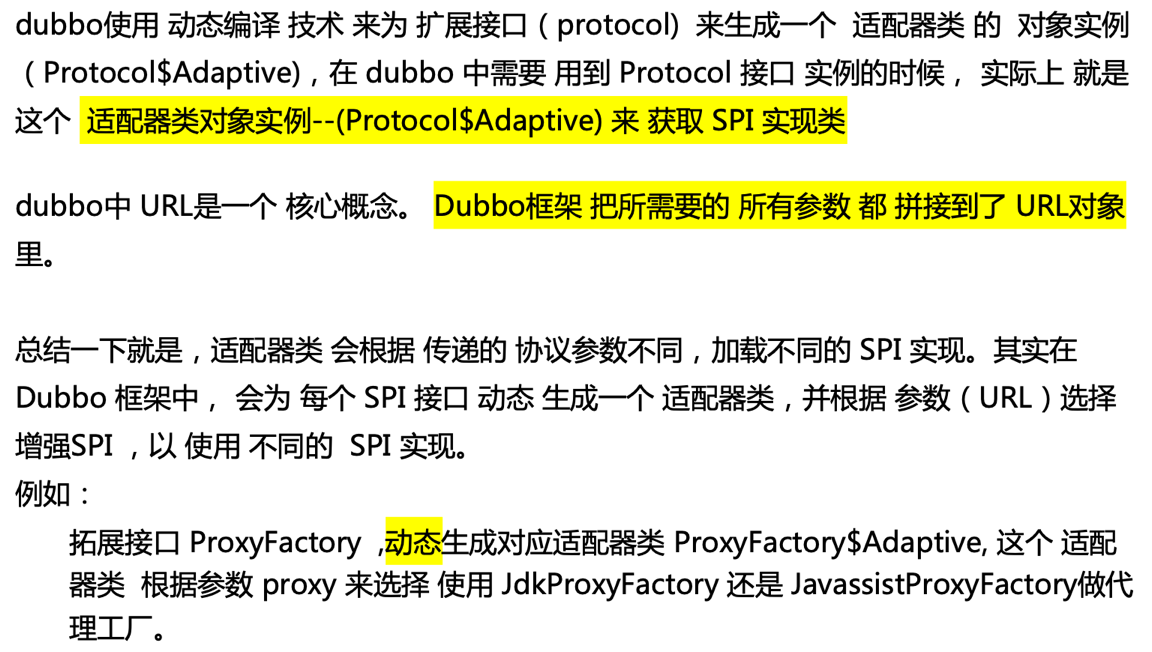 dubbo使用 动态编译 技术 来为 扩展接口（protocol）来生成一个 适配器类 的 对象实例
（Protocol$Adaptive)，在 dubbo 中需要 用到 Protocol 接口 实例的时候， 实际上 就是
这个 适配器类对象实例--(Protocol$Adaptive) 来 获取 SPI 实现类
dubbo中 URL是一个 核心概念。 Dubbo框架 把所需要的 所有参数 都 拼接到了 URL对象
里。
总结一下就是，适配器类 会根据 传递的 协议参数不同，加载不同的 SPI 实现。其实在
Dubbo 框架中， 会为 每个 SPI 接口 动态 生成一个 适配器类，并根据 参数（URL）选择
增强SPI ，以 使用 不同的 SPI 实现。
例如：
拓展接口 ProxyFactory ,动态生成对应适配器类 ProxyFactory$Adaptive, 这个 适配
器类 根据参数 proxy 来选择 使用 JdkProxyFactory 还是 JavassistProxyFactory做代
理工厂。